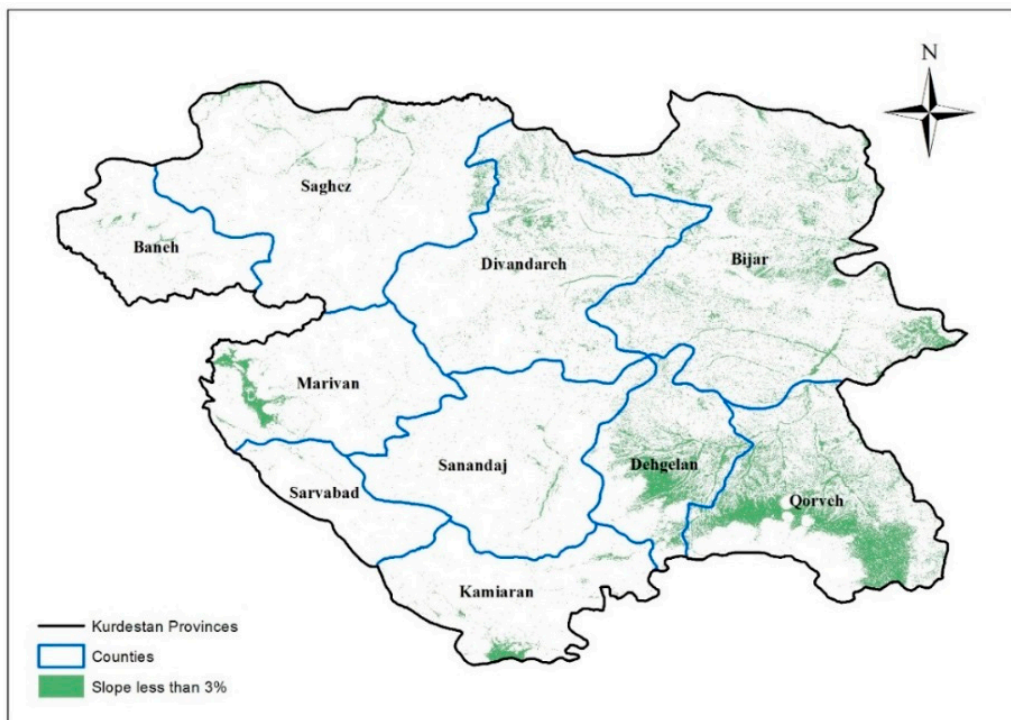 N
Saghez
Baneh
Divandareh
Bijar
Marivan
Sanandaj
Dehgelan
Sarvabad
Qorveh
Kamiaran
Kurdestan Provinces
Counties
Slope less than 3%